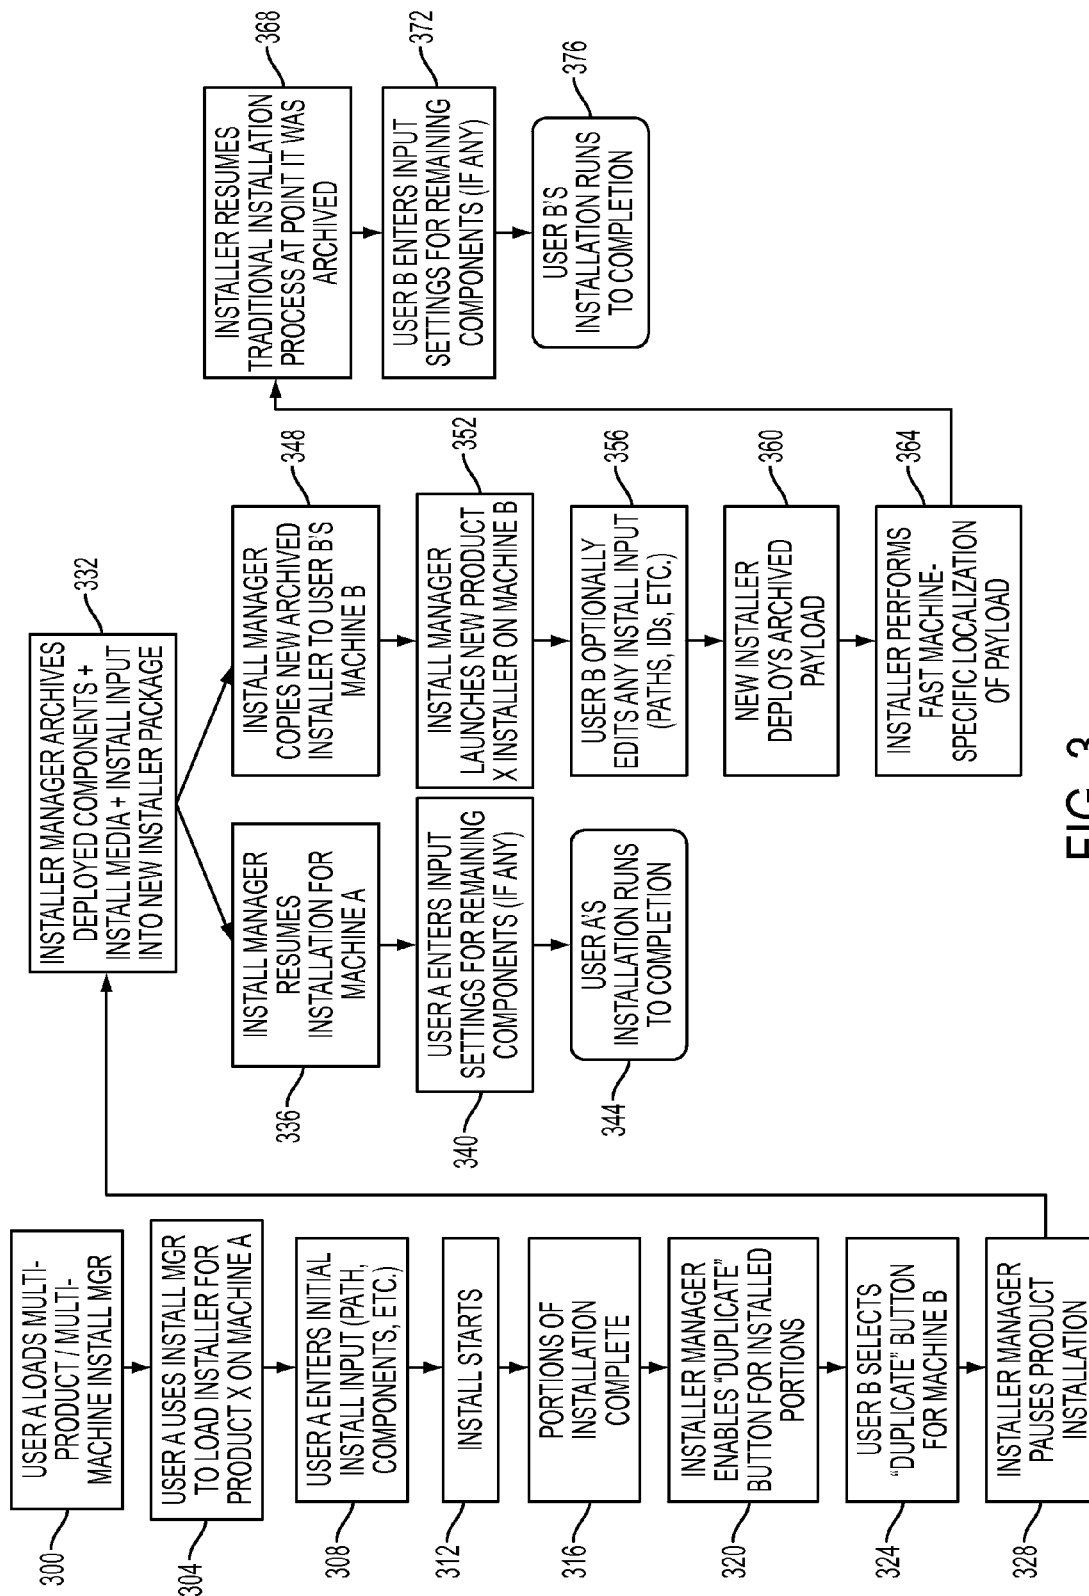 300
USER A LOADS MULTI-
PRODUCT / MULTI-
MACHINE INSTALL MGR
304
USER A USES INSTALL MGR
TO LOAD INSTALLER FOR
PRODUCT X ON MACHINE A
308
USER A ENTERS INITIAL
INSTALL INPUT (PATH,
COMPONENTS, ETC.)
312
INSTALL STARTS
316
PORTIONS OF
INSTALLATION
COMPLETE
320
INSTALLER MANAGER
ENABLES "DUPLICATE"
BUTTON FOR INSTALLED
PORTIONS
324
USER B SELECTS
"DUPLICATE" BUTTON
FOR MACHINE B
328
INSTALLER MANAGER
PAUSES PRODUCT
INSTALLATION
332
INSTALLER MANAGER ARCHIVES
DEPLOYED COMPONENTS +
INSTALL MEDIA + INSTALL INPUT
INTO NEW INSTALLER PACKAGE
336
INSTALL MANAGER
RESUMES
INSTALLATION FOR
MACHINE A
340
USER A ENTERS INPUT
SETTINGS FOR REMAINING
COMPONENTS (IF ANY)
344
USER A'S
INSTALLATION RUNS
TO COMPLETION
348
INSTALL MANAGER
COPIES NEW ARCHIVED
INSTALLER TO USER B'S
MACHINE B
352
INSTALL MANAGER
LAUNCHES NEW PRODUCT
X INSTALLER ON MACHINE B
356
USER B OPTIONALLY
EDITS ANY INSTALL INPUT
(PATHS, IDs, ETC.)
360
NEW INSTALLER
DEPLOYS ARCHIVED
PAYLOAD
364
INSTALLER PERFORMS
FAST MACHINE-
SPECIFIC LOCALIZATION
OF PAYLOAD
368
INSTALLER RESUMES
TRADITIONAL INSTALLATION
PROCESS AT POINT IT WAS
ARCHIVED
372
USER B ENTERS INPUT
SETTINGS FOR REMAINING
COMPONENTS (IF ANY)
376
USER B'S
INSTALLATION RUNS
TO COMPLETION
FIG. 3